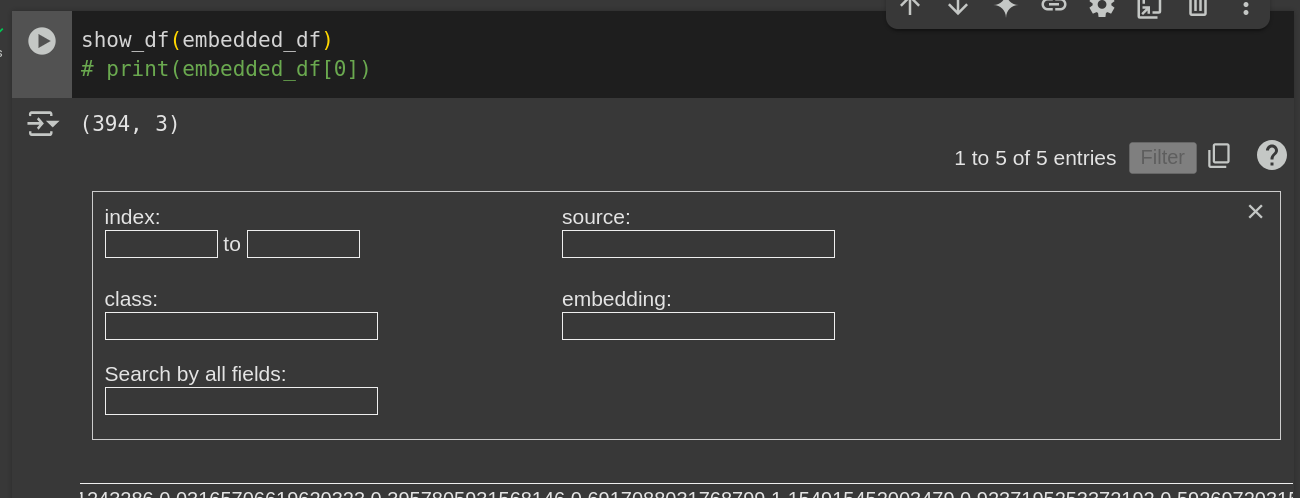 show_df(embedded_df)
# print(embedded_df[0])
s
(394, 3)
1 to 5 of 5 entries Filter
index: source:
to
class: embedding:
Search by all fields: